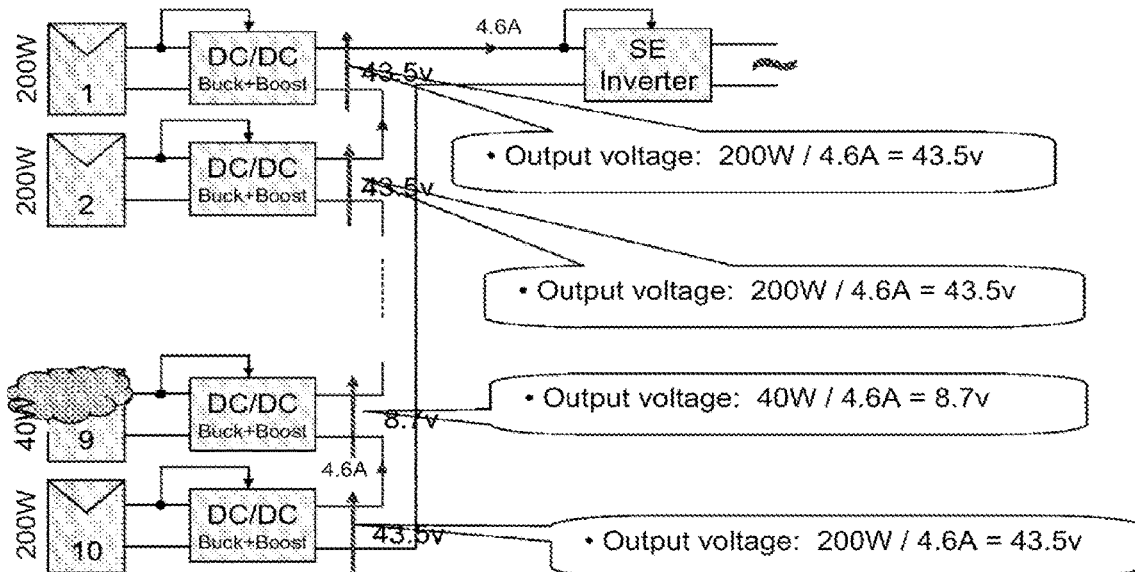 4.6A
200W
1
DC/DC
Buck+Boost
43.5v
SE
Inverter
• Output voltage: 200W / 4.6A = 43.5v
200W
2
DC/DC
Buck+Boost
43.5v
• Output voltage: 200W / 4.6A = 43.5v
40W
9
DC/DC
Buck+Boost
8.7v
• Output voltage: 40W / 4.6A = 8.7v
4.6A
200W
10
DC/DC
Buck+Boost
43.5v
• Output voltage: 200W / 4.6A = 43.5v